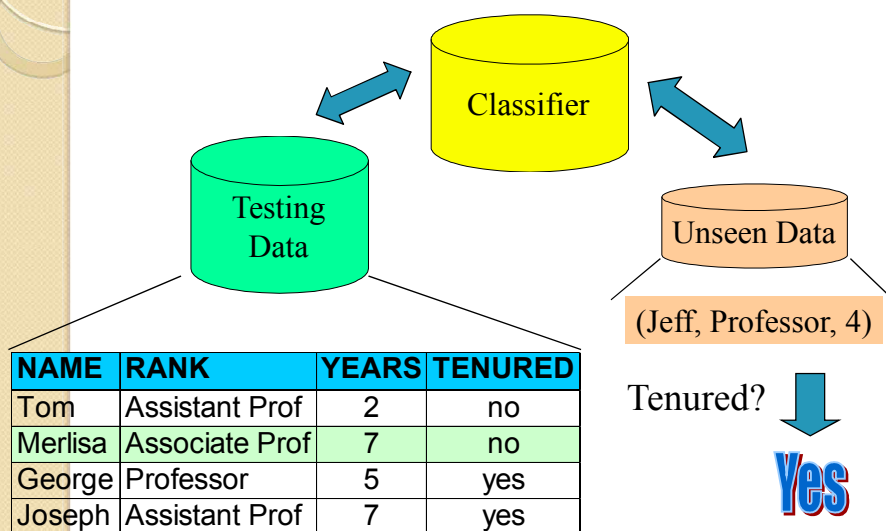 Classifier
Testing
Data
Unseen Data
(Jeff, Professor, 4)
NAME RANK YEARS TENURED
Tom Assistant Prof 2 no
Merlisa Associate Prof 7 no
George Professor 5 yes
Joseph Assistant Prof 7 yes
Tenured?
Yes